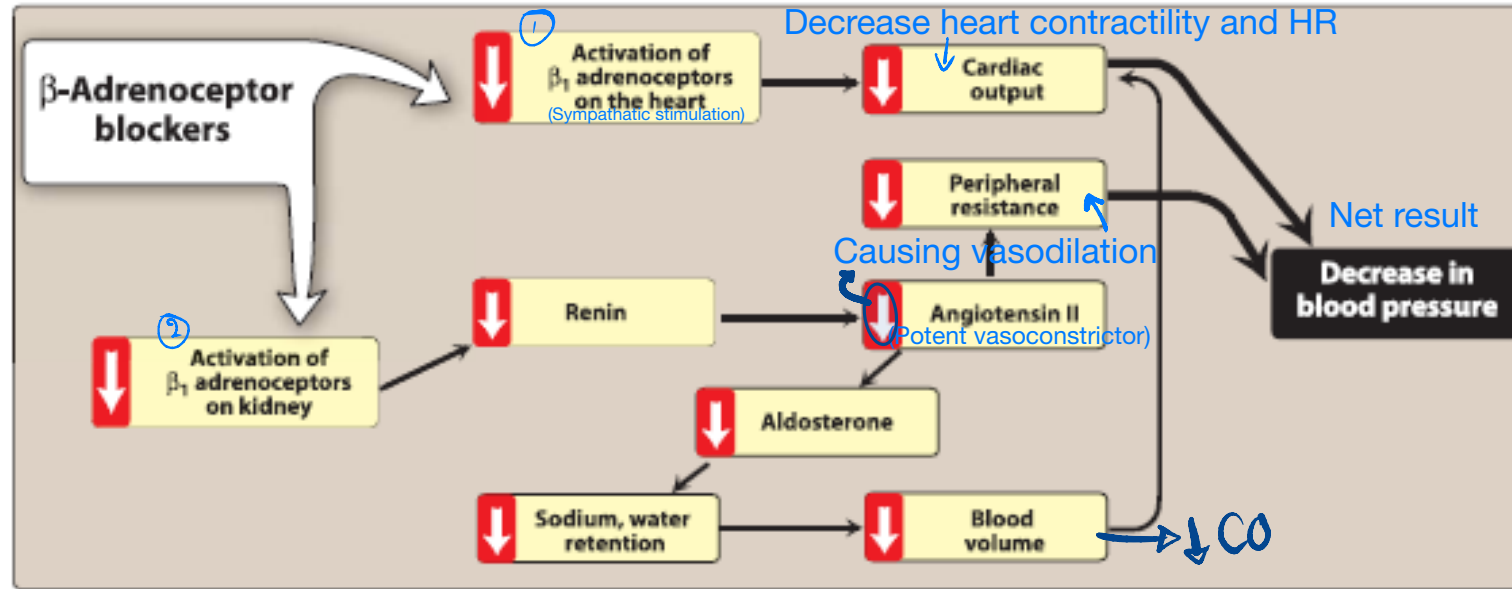 Decrease heart contractility and HR
1
Activation of
β1 adrenoceptors
on the heart
(Sympathatic stimulation)
Cardiac
output
β-Adrenoceptor
blockers
Peripheral
resistance
Net result
Causing vasodilation
Decrease in
blood pressure
2
Activation of
β1 adrenoceptors
on kidney
Renin
Angiotensin II
(Potent vasoconstrictor)
Aldosterone
Sodium, water
retention
Blood
volume
↓ CO